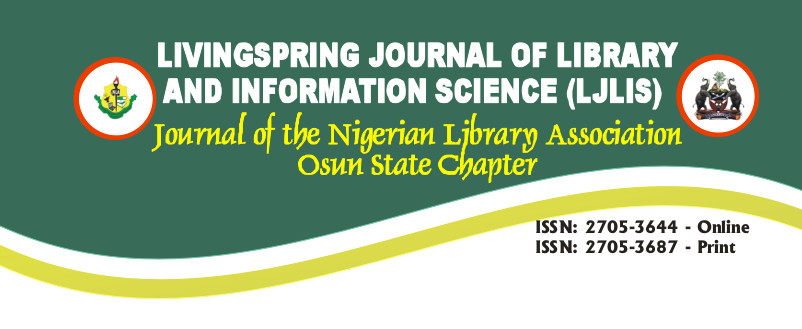 LIVINGSPRING JOURNAL OF LIBRARY
AND INFORMATION SCIENCE (LJLIS)
Journal of the Nigerian Library Association
Osun State Chapter
ISSN: 2705-3644 - Online
ISSN: 2705-3687 - Print